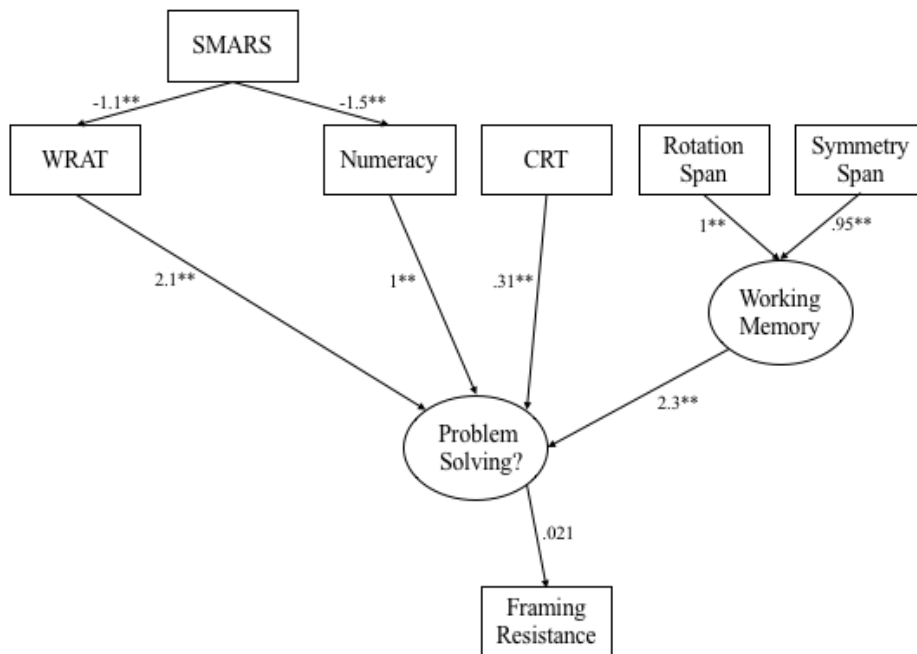 SMARS
-1.1**
-1.5**
WRAT
Numeracy
CRT
Rotation
Span
Symmetry
Span
2.1**
1**
.31**
1**
.95**
Working
Memory
2.3**
Problem
Solving?
.021
Framing
Resistance